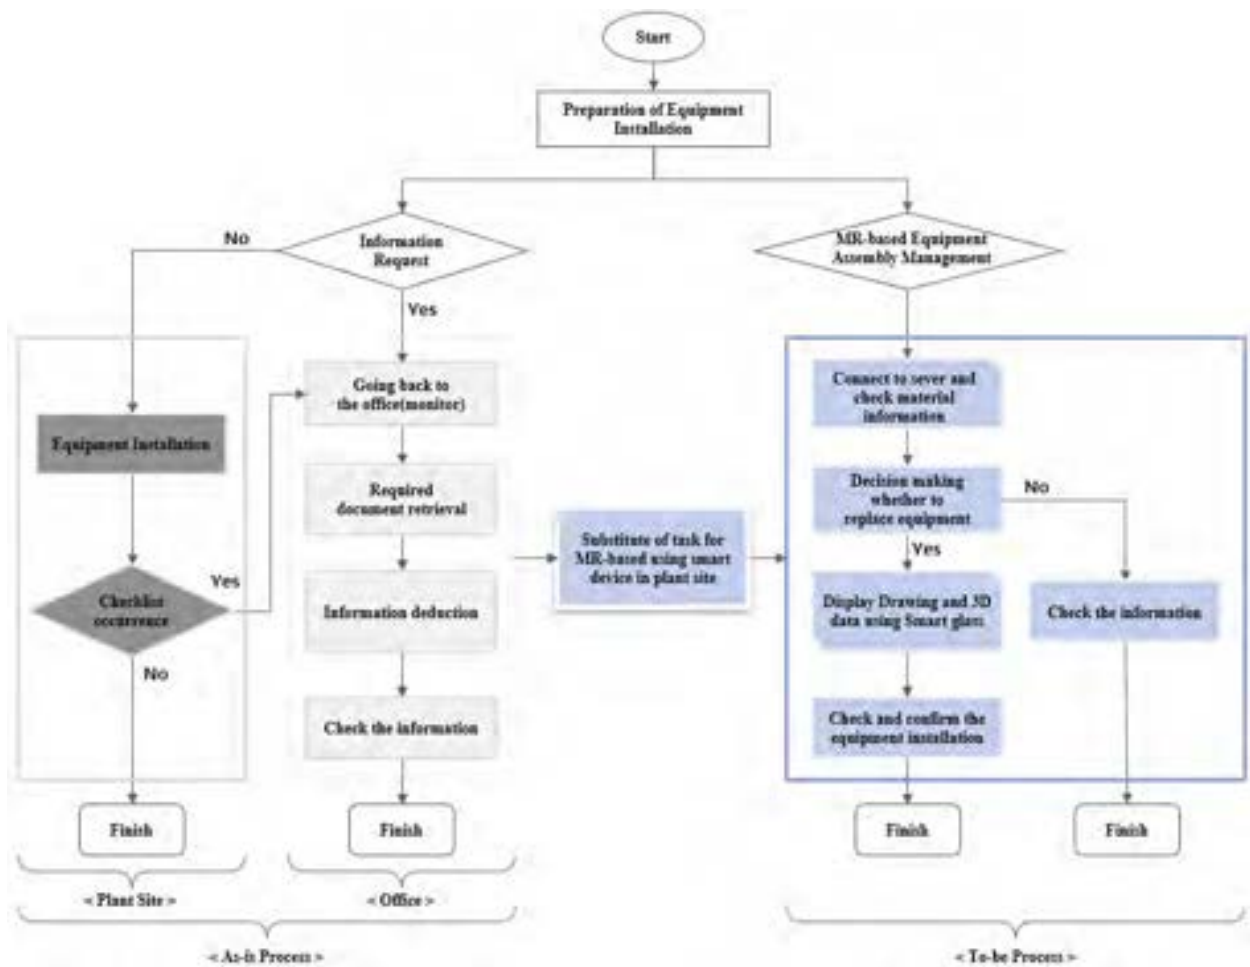 Start
Preparation of Equipment
Installation
No
Information
Request
MR-based Equipment
Assembly Management
Yes
Going back to
the office(monitor)
Connect to sever and
check material
information
Equipment Installation
Required
document retrieval
Decision making
whether to
replace equipment
No
Substitute of task for
MR-based using smart
device in plant site
Yes
Yes
Checklist
occurrence
Information deduction
Display Drawing and 3D
data using Smart glass
Check the information
No
Check the information
Check and confirm the
equipment installation
Finish
Finish
Finish
Finish
< Plant Site >
< Office >
< As-is Process >
< To-be Process >